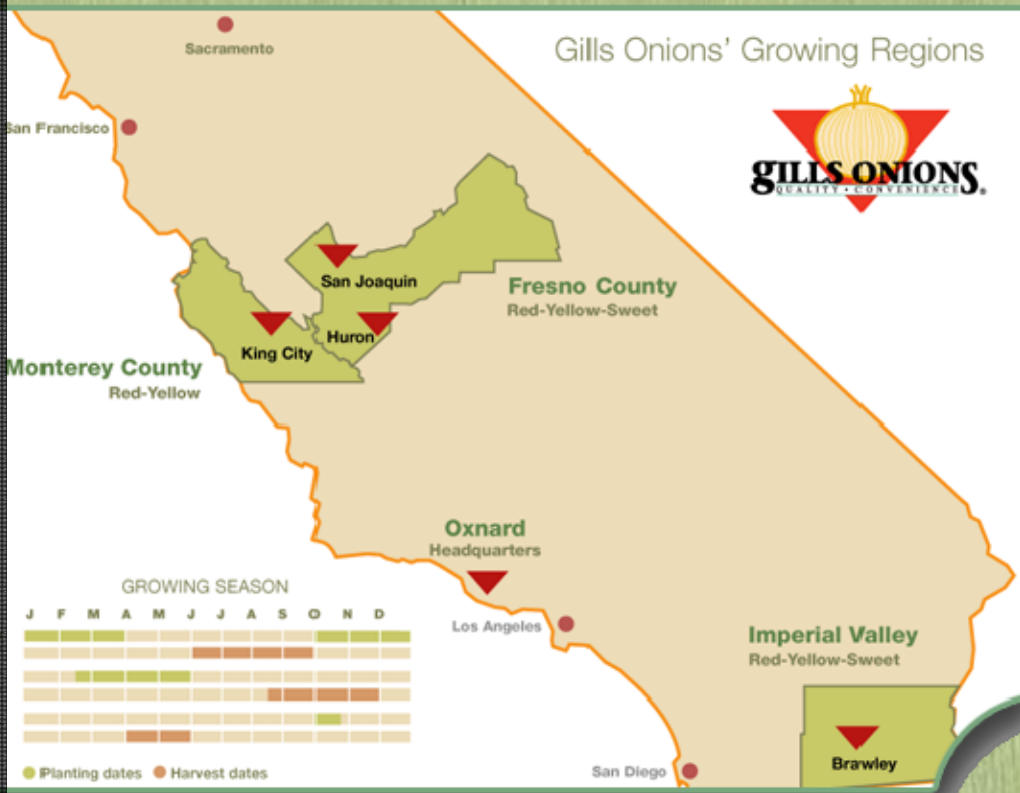 Sacramento
Gills Onions' Growing Regions
San Francisco
GILLS ONIONS®
QUALITY • CONVENIENCE
San Joaquin
Fresno County
Red-Yellow-Sweet
Huron
King City
Monterey County
Red-Yellow
Oxnard
Headquarters
GROWING SEASON
J F M A M J J A S O N D
Los Angeles
Imperial Valley
Red-Yellow-Sweet
Brawley
San Diego
Planting dates Harvest dates